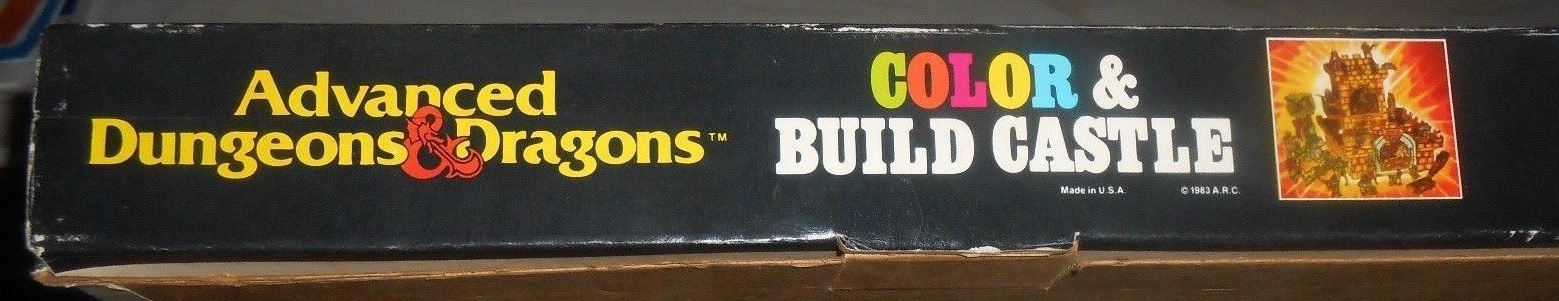 Advanced
Dungeons & Dragons™
COLOR &
BUILD CASTLE
Made in U.S.A. © 1983 A.R.C.